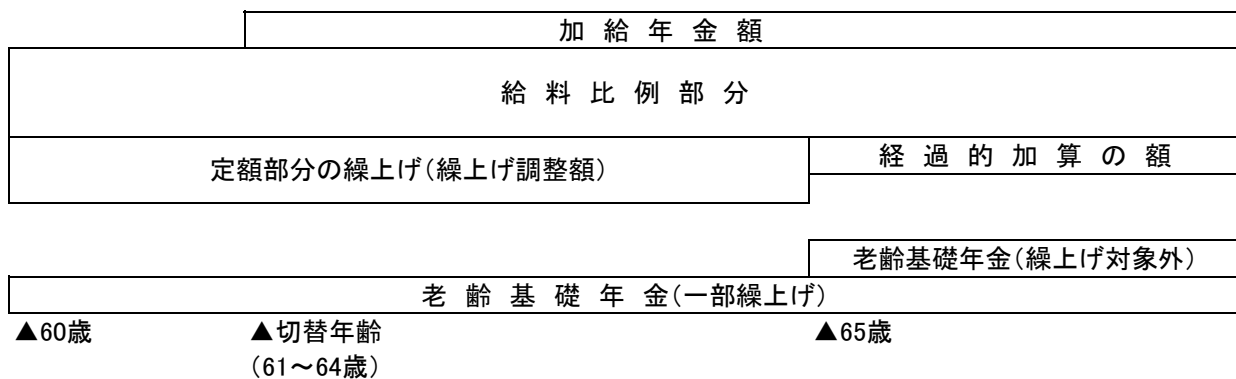 加給年金額
給料比例部分
定額部分の繰上げ（繰上げ調整額）
経過的加算の額
老齢基礎年金（繰上げ対象外）
老齢基礎年金（一部繰上げ）
▲60歳 ▲切替年齢 ▲65歳
（61～64歳）